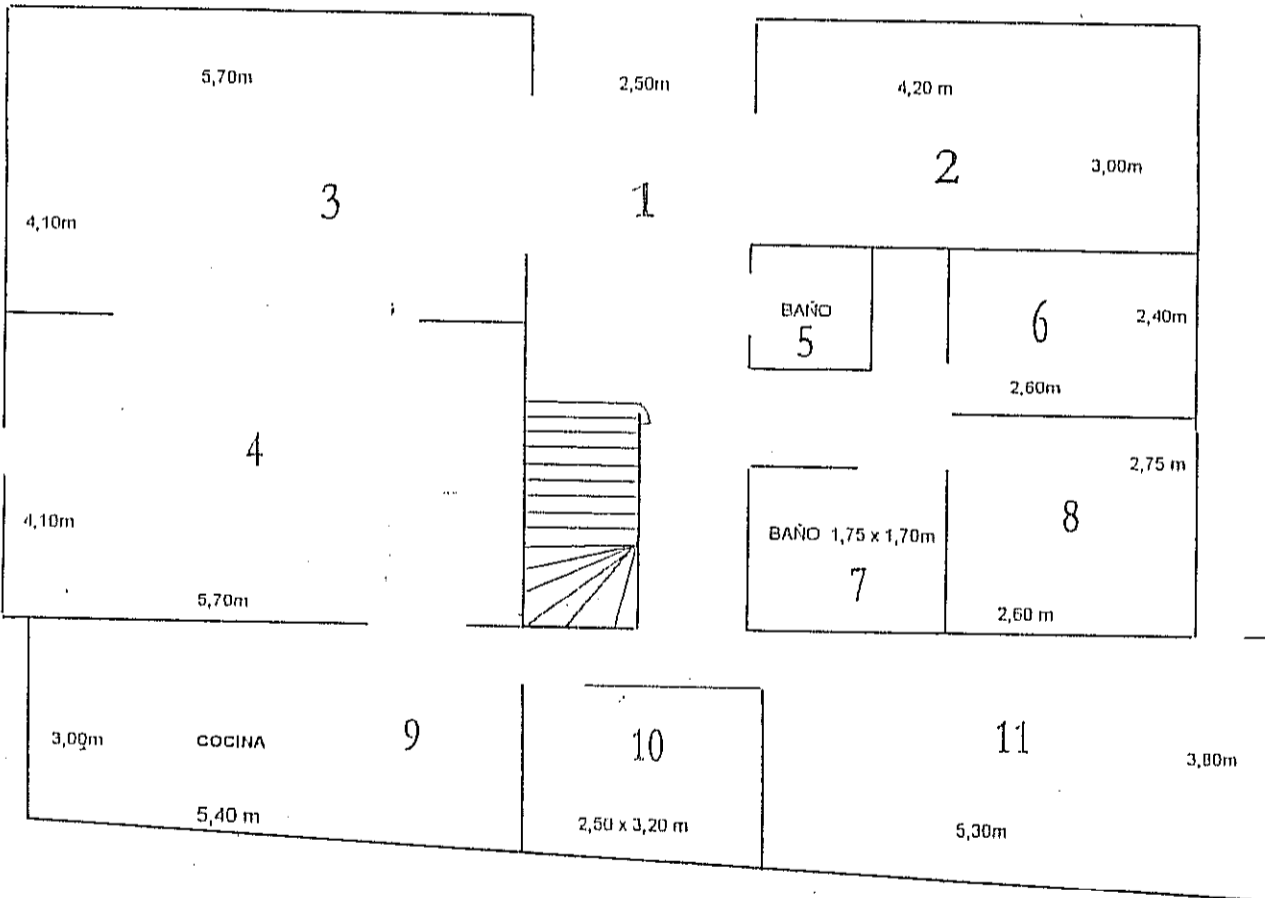 5,70m
2,50m
4,20 m
3,00m
2
3
1
4,10m
BAÑO
5
6
2,40m
2,60m
4
2,75 m
4,10m
8
BAÑO 1,75 x 1,70m
7
5,70m
2,60 m
3,00m
COCINA
9
10
11
3,80m
5,40 m
2,50 x 3,20 m
5,30m